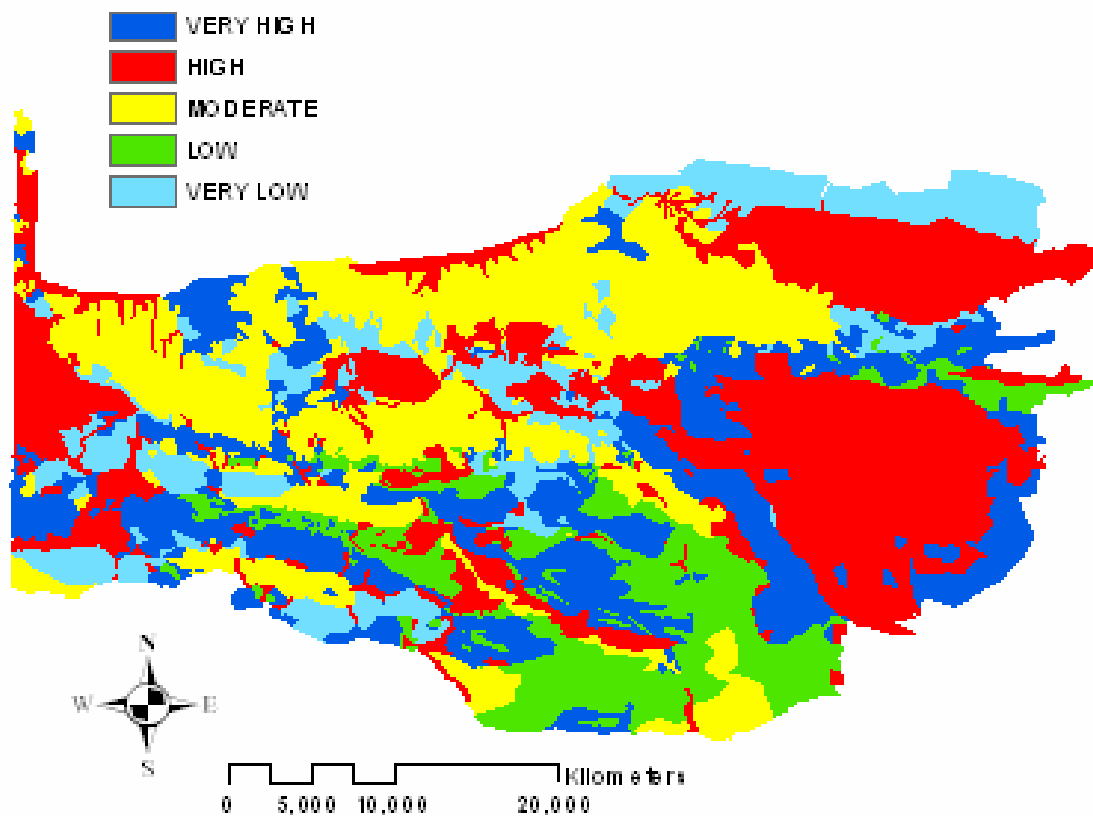 VERY HIGH
HIGH
MODERATE
LOW
VERY LOW
N
W E
S
Kilometers
0 5,000 10,000 20,000